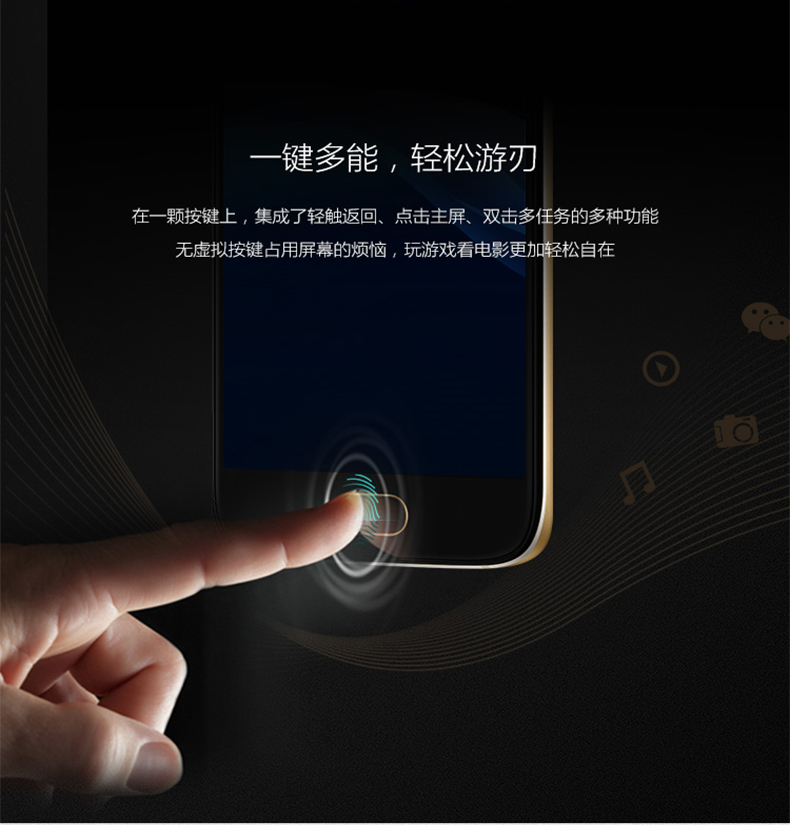 一键多能，轻松游刃
在一颗按键上，集成了轻触返回、点击主屏、双击多任务的多种功能
无虚拟按键占用屏幕的烦恼，玩游戏看电影更加轻松自在